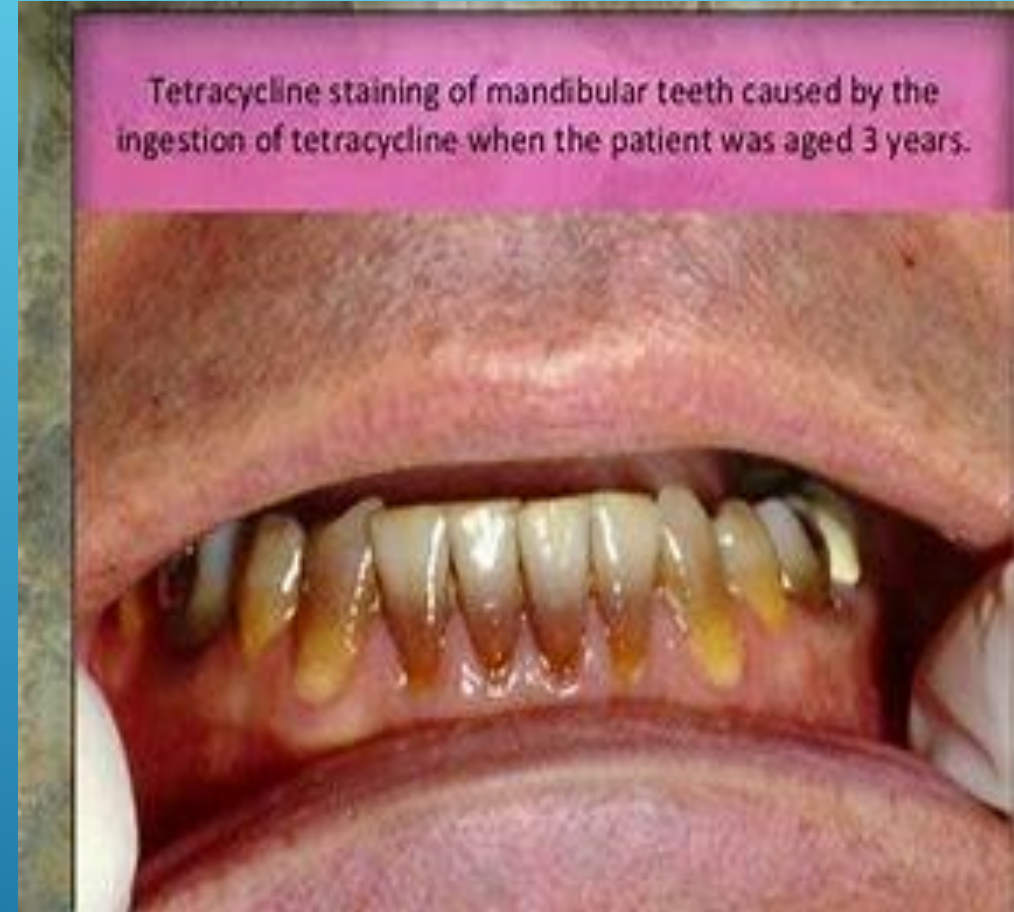 Tetracycline staining of mandibular teeth caused by the
ingestion of tetracycline when the patient was aged 3 years.